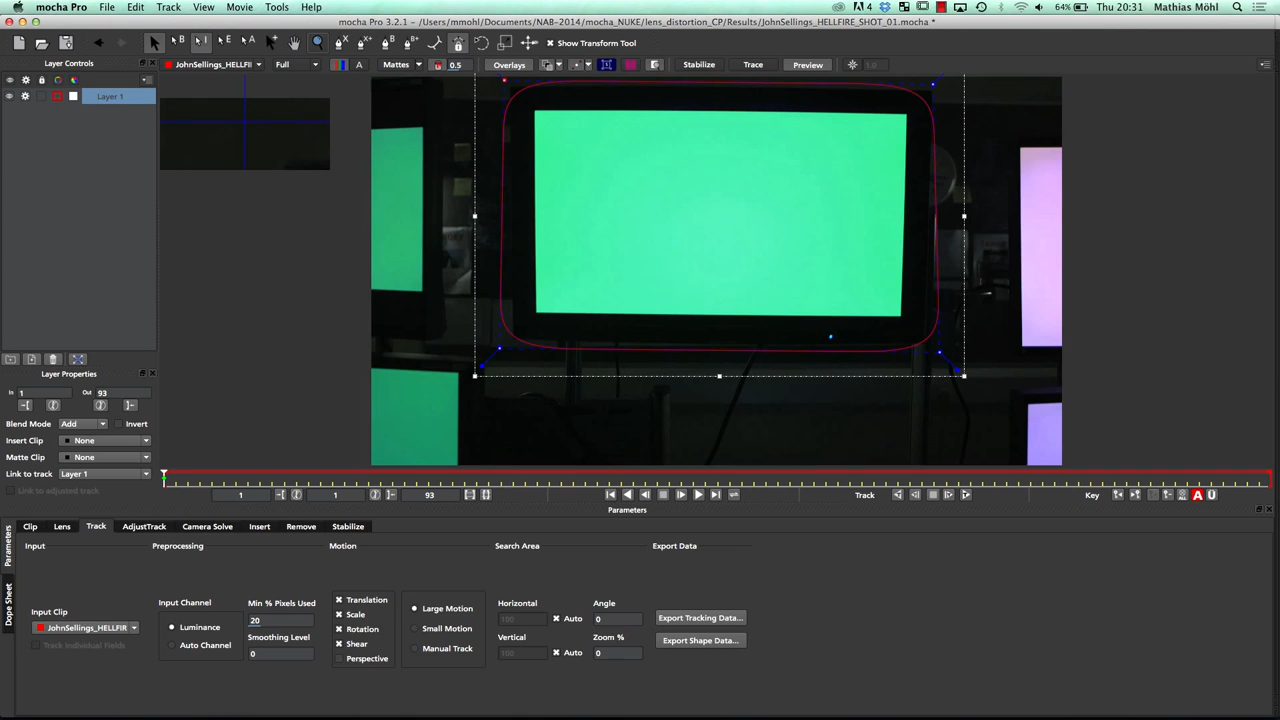 mocha Pro File Edit Track View Movie Tools Help 4 64% Thu 20:31 Mathias Möhl
mocha Pro 3.2.1 - /Users/mmohl/Documents/NAB-2014/mocha_NUKE/lens_distortion_CP/Results/JohnSellings_HELLFIRE_SHOT_01.mocha *
B I E A X X+ B B+ Show Transform Tool
Layer Controls JohnSellings_HELLFI Full A Mattes 0.5 Overlays Stabilize Trace Preview 1.0
Layer 1
Layer Properties
In 1 Out 93
Blend Mode Add Invert
Insert Clip None
Matte Clip None
Link to track Layer 1
Link to adjusted track
1 1 93 Track Key A Ü
Parameters
Parameters
Dope Sheet
Clip Lens Track AdjustTrack Camera Solve Insert Remove Stabilize
Input Preprocessing Motion Search Area Export Data
Input Clip
JohnSellings_HELLFIR
Track Individual Fields
Input Channel
Luminance
Auto Channel
Min % Pixels Used
20
Smoothing Level
0
Translation
Scale
Rotation
Shear
Perspective
Large Motion
Small Motion
Manual Track
Horizontal Angle
100 Auto 0
Vertical Zoom %
100 Auto 0
Export Tracking Data...
Export Shape Data...